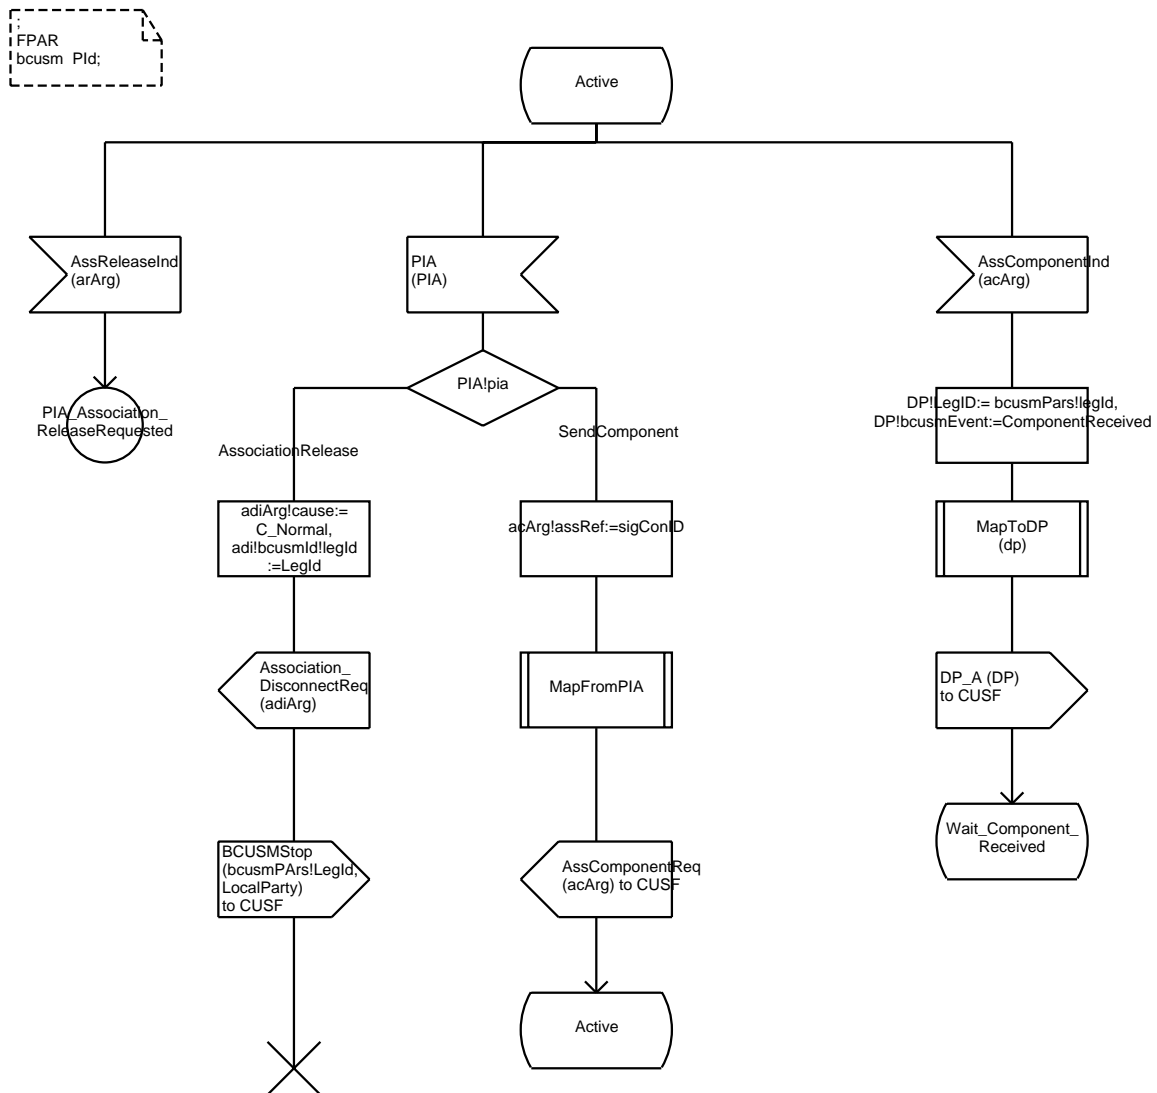 ;
FPAR
bcusm PId;
Active
AssReleaseInd
(arArg)
PIA
(PIA)
AssComponentInd
(acArg)
PIA_Association_
ReleaseRequested
PIA!pia
AssociationRelease
SendComponent
DP!LegID:= bcusmPars!legId,
DP!bcusmEvent:=ComponentReceived
adiArg!cause:=
C_Normal,
adi!bcusmId!legId
:=LegId
acArg!assRef:=sigConID
MapToDP
(dp)
Association_
DisconnectReq
(adiArg)
MapFromPIA
DP_A (DP)
to CUSF
BCUSMStop
(bcusmPArs!LegId,
LocalParty)
to CUSF
AssComponentReq
(acArg) to CUSF
Wait_Component_
Received
Active